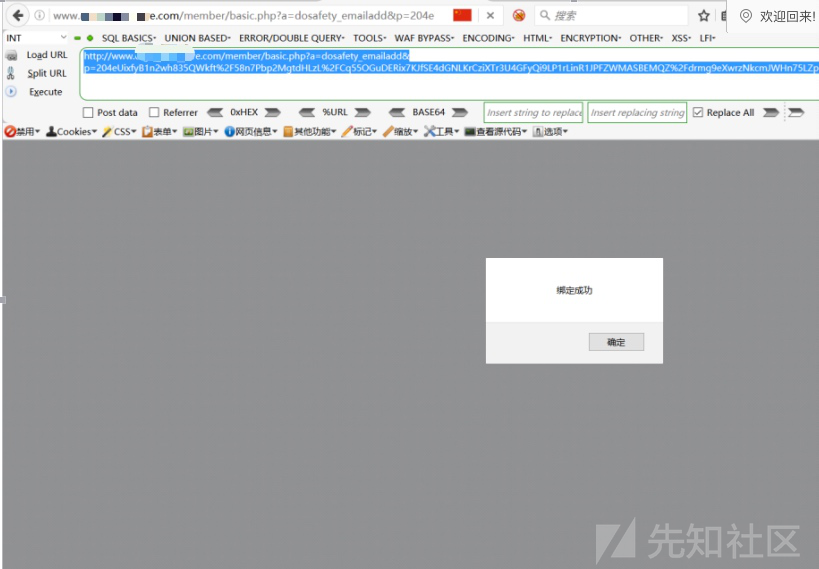 www. e.com/member/basic.php?a=dosafety_emailadd&p=204e
搜索
欢迎回来!
INT
SQL BASICS▾ UNION BASED▾ ERROR/DOUBLE QUERY▾ TOOLS▾ WAF BYPASS▾ ENCODING▾ HTML▾ ENCRYPTION▾ OTHER▾ XSS▾ LFI▾
Load URL
Split URL
Execute
http://www. e.com/member/basic.php?a=dosafety_emailadd&
p=204eUixfyB1n2wh835QWkft%2F5Bn7Pbp2MgtdHLzL%2FCq55OGuDERix7KJfSE4dGNLKrCziXTr3U4GFyQi9LP1rLinR1JPFZWMASBEMQZ%2Fdrmg9eXwrzNkcmJWHn75LZp
Post data Referrer 0xHEX %URL BASE64 Insert string to replace Insert replacing string Replace All
禁用▾ Cookies▾ CSS▾ 表单▾ 图片▾ 网页信息▾ 其他功能▾ 标记▾ 缩放▾ 工具▾ 查看源代码▾ 选项▾
绑定成功
确定
先知社区